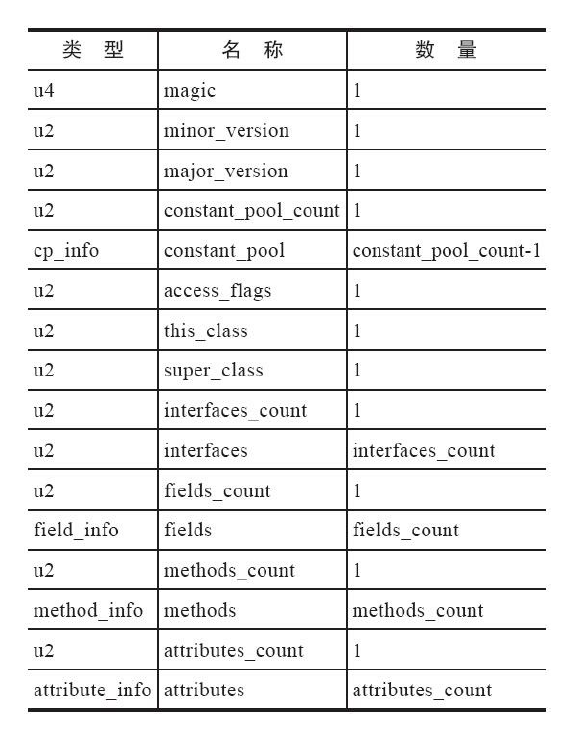 类 型 名 称 数 量
u4 magic 1
u2 minor_version 1
u2 major_version 1
u2 constant_pool_count 1
cp_info constant_pool constant_pool_count-1
u2 access_flags 1
u2 this_class 1
u2 super_class 1
u2 interfaces_count 1
u2 interfaces interfaces_count
u2 fields_count 1
field_info fields fields_count
u2 methods_count 1
method_info methods methods_count
u2 attributes_count 1
attribute_info attributes attributes_count